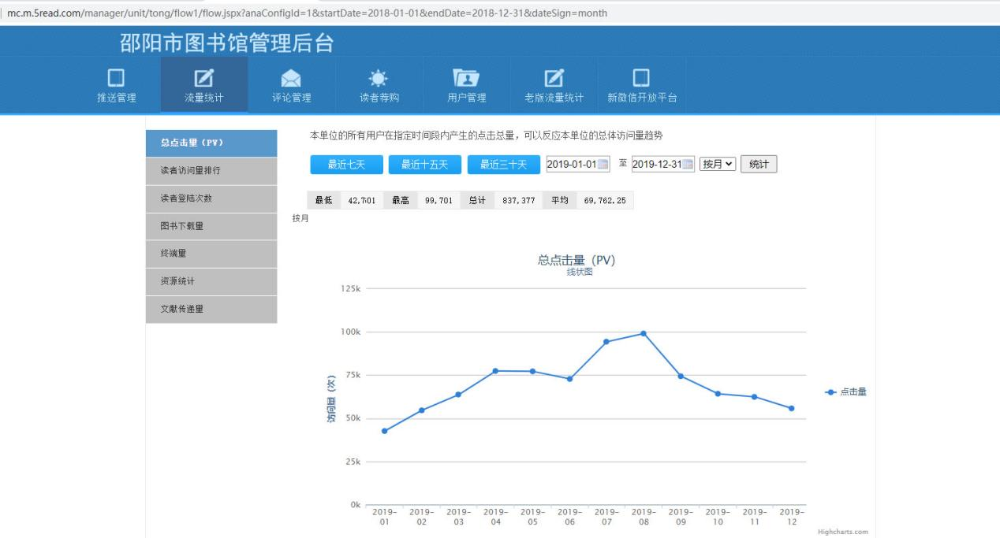 mc.m.5read.com/manager/unit/tong/flow1/flow.jspx?anaConfigId=1&startDate=2018-01-01&endDate=2018-12-31&dateSign=month
邵阳市图书馆管理后台
推送管理 流量统计 评论管理 读者荐购 用户管理 老版流量统计 新微信开放平台
总点击量（PV）
读者访问量排行
读者登陆次数
图书下载量
终端量
资源统计
文献传递量
本单位的所有用户在指定时间段内产生的点击总量，可以反应本单位的总体访问量趋势
最近七天 最近十五天 最近三十天 2019-01-01 至 2019-12-31 按月 统计
最低 42,701 最高 99,701 总计 837,377 平均 69,762.25
按月
总点击量（PV）
线状图
访问量（次）
125k
100k
75k
50k
25k
0k
2019-01 2019-02 2019-03 2019-04 2019-05 2019-06 2019-07 2019-08 2019-09 2019-10 2019-11 2019-12
点击量
Highcharts.com